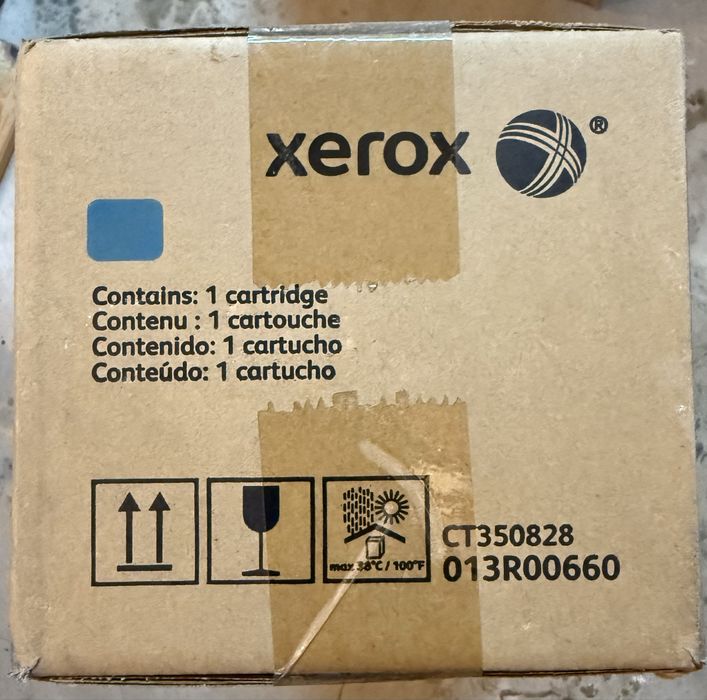 xerox ®
Contains: 1 cartridge
Contenu : 1 cartouche
Contenido: 1 cartucho
Conteúdo: 1 cartucho
max 38°C / 100°F
CT350828
013R00660